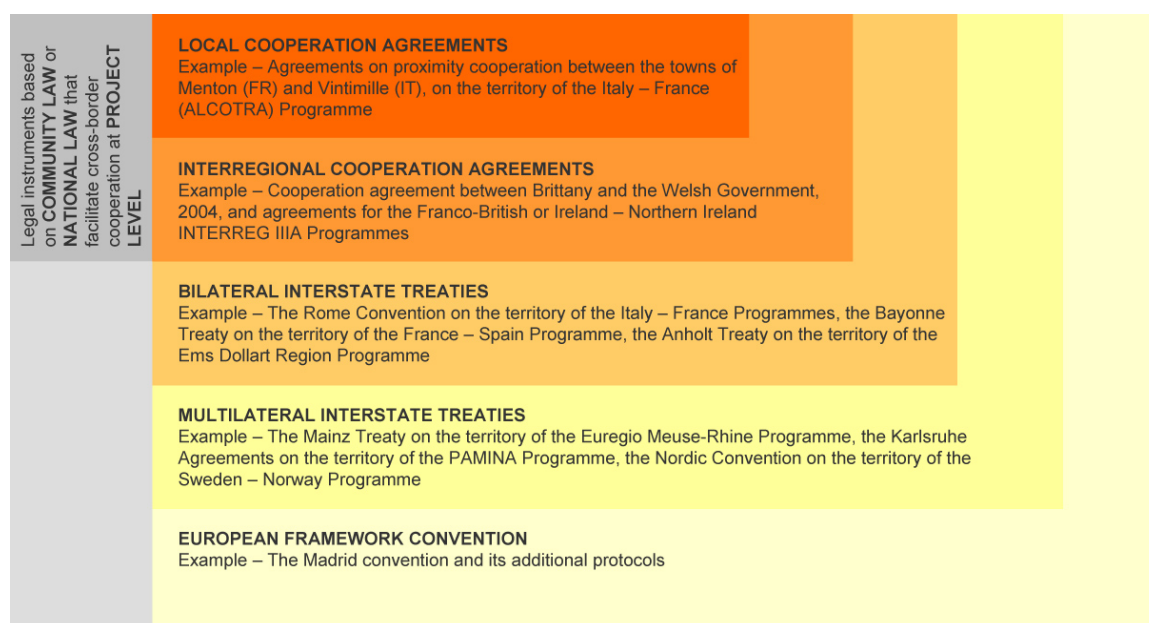 Legal instruments based
on COMMUNITY LAW or
NATIONAL LAW that
facilitate cross-border
cooperation at PROJECT
LEVEL
LOCAL COOPERATION AGREEMENTS
Example – Agreements on proximity cooperation between the towns of
Menton (FR) and Vintimille (IT), on the territory of the Italy – France
(ALCOTRA) Programme
INTERREGIONAL COOPERATION AGREEMENTS
Example – Cooperation agreement between Brittany and the Welsh Government,
2004, and agreements for the Franco-British or Ireland – Northern Ireland
INTERREG IIIA Programmes
BILATERAL INTERSTATE TREATIES
Example – The Rome Convention on the territory of the Italy – France Programmes, the Bayonne
Treaty on the territory of the France – Spain Programme, the Anholt Treaty on the territory of the
Ems Dollart Region Programme
MULTILATERAL INTERSTATE TREATIES
Example – The Mainz Treaty on the territory of the Euregio Meuse-Rhine Programme, the Karlsruhe
Agreements on the territory of the PAMINA Programme, the Nordic Convention on the territory of the
Sweden – Norway Programme
EUROPEAN FRAMEWORK CONVENTION
Example – The Madrid convention and its additional protocols